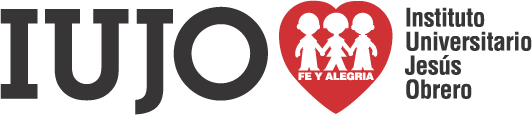 IUJO
FE Y ALEGRIA
Instituto
Universitario
Jesús
Obrero